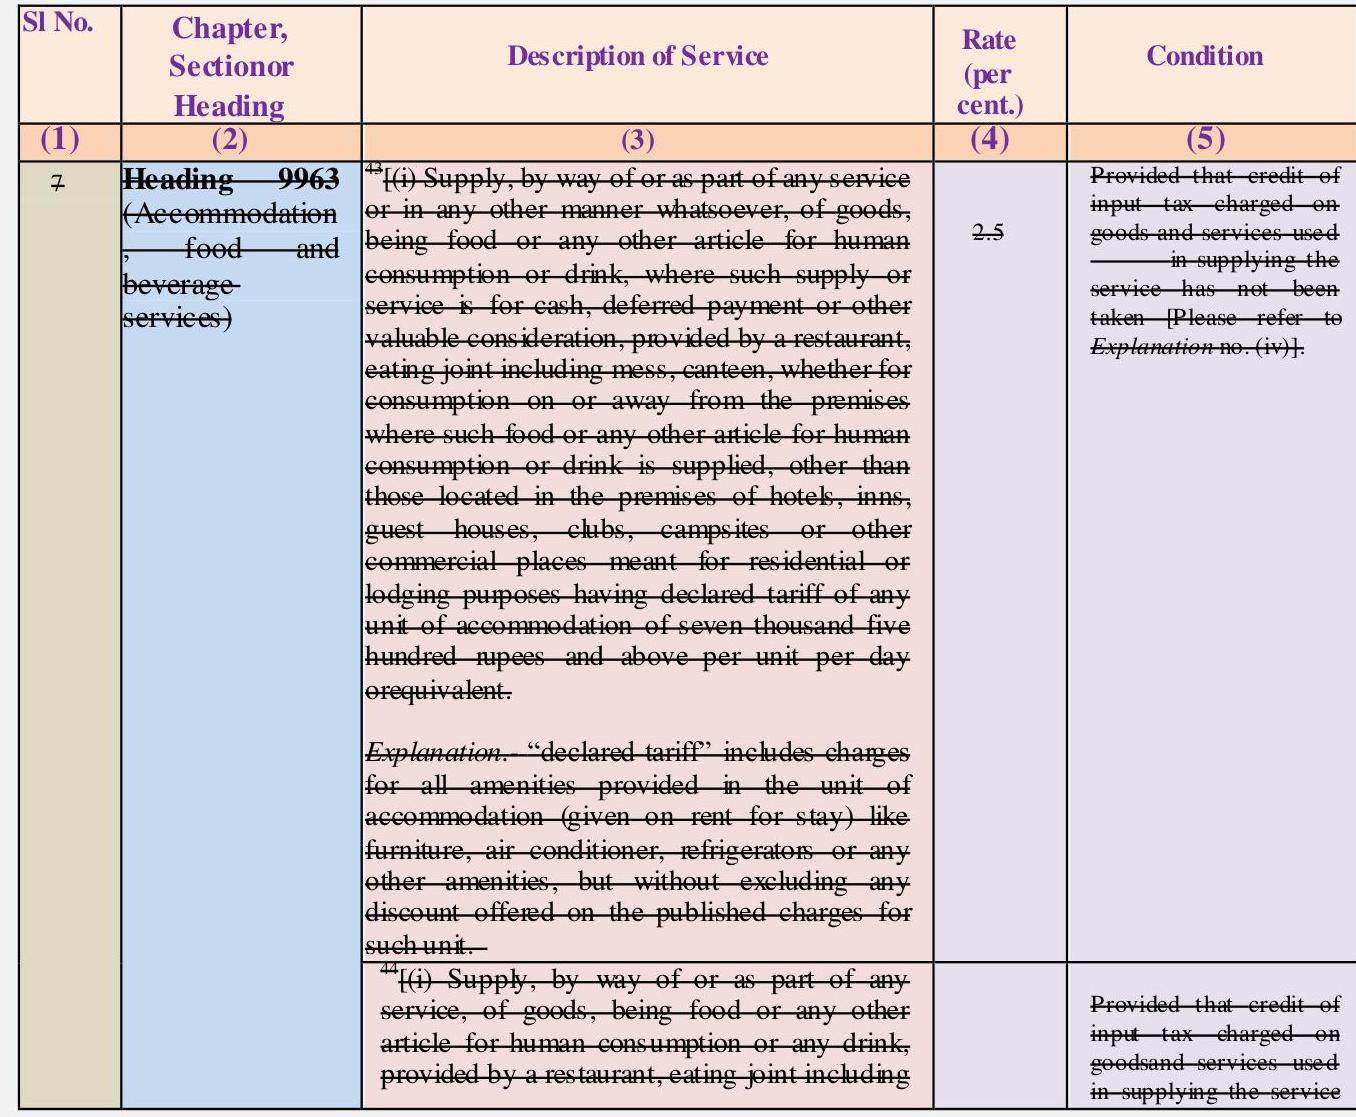 Sl No.
Chapter,
Sectionor
Heading
Description of Service
Rate
(per
cent.)
Condition
(1)
(2)
(3)
(4)
(5)
7
Heading 9963
(Accommodation
, food and
beverage
services)
43[(i) Supply, by way of or as part of any service
or in any other manner whatsoever, of goods,
being food or any other article for human
consumption or drink, where such supply or
service is for cash, deferred payment or other
valuable consideration, provided by a restaurant,
eating joint including mess, canteen, whether for
consumption on or away from the premises
where such food or any other article for human
consumption or drink is supplied, other than
those located in the premises of hotels, inns,
guest houses, clubs, campsites or other
commercial places meant for residential or
lodging purposes having declared tariff of any
unit of accommodation of seven thousand five
hundred rupees and above per unit per day
orequivalent.
Explanation.- “declared tariff” includes charges
for all amenities provided in the unit of
accommodation (given on rent for stay) like
furniture, air conditioner, refrigerators or any
other amenities, but without excluding any
discount offered on the published charges for
such unit.
2.5
Provided that credit of
input tax charged on
goods and services used
in supplying the
service has not been
taken [Please refer to
Explanation no. (iv)].
44[(i) Supply, by way of or as part of any
service, of goods, being food or any other
article for human consumption or any drink,
provided by a restaurant, eating joint including
Provided that credit of
input tax charged on
goodsand services used
in supplying the service